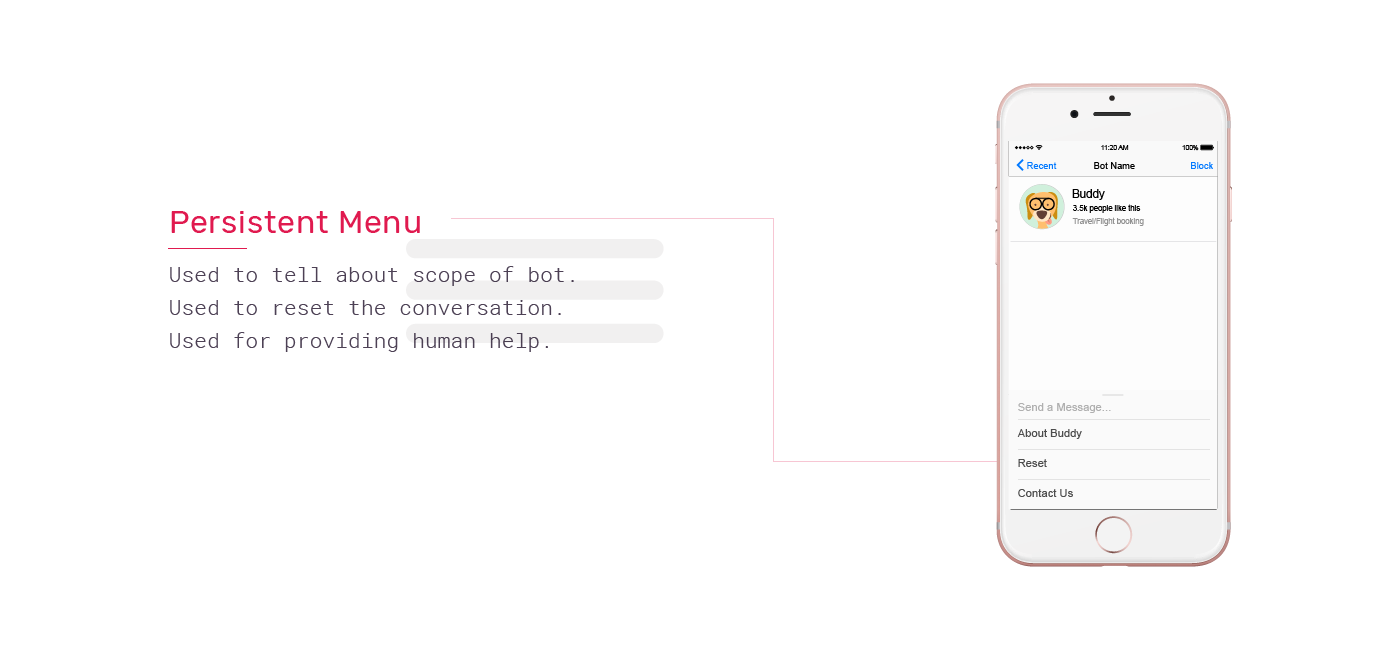 Persistent Menu
Used to tell about scope of bot.
Used to reset the conversation.
Used for providing human help.
11:20 AM
100%
Recent
Bot Name
Block
Buddy
3.5k people like this
Travel/Flight booking
Send a Message...
About Buddy
Reset
Contact Us